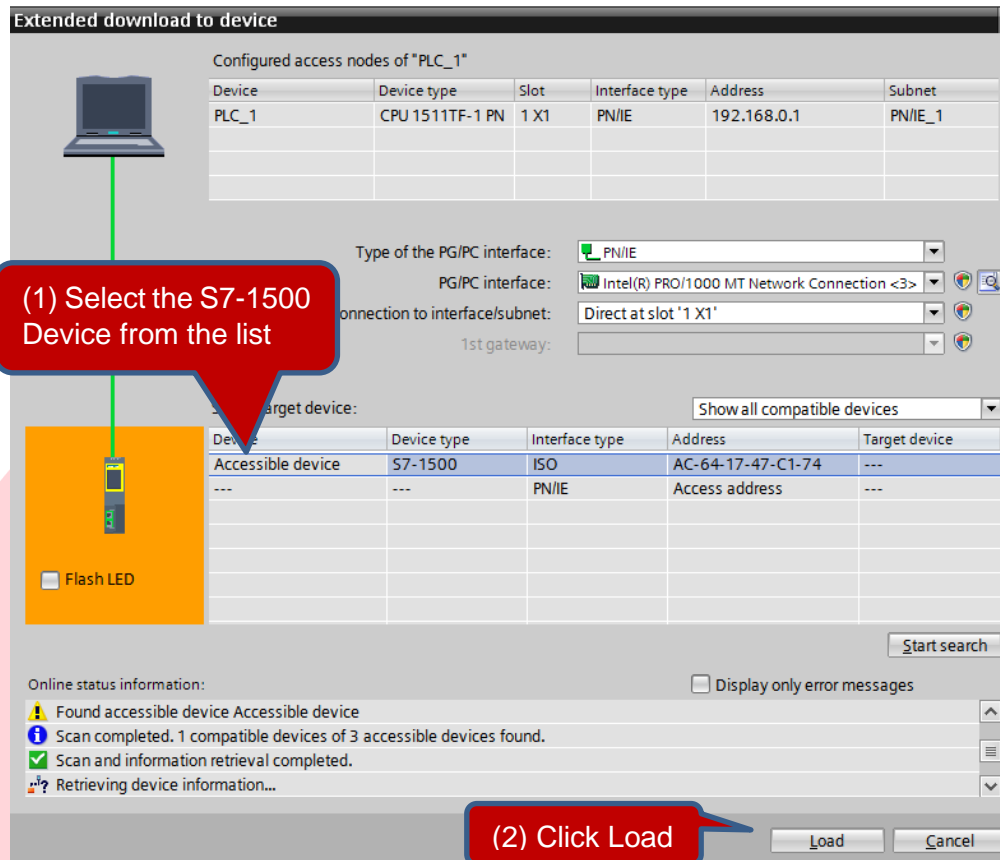 Extended download to device
Configured access nodes of "PLC_1"
Device Device type Slot Interface type Address Subnet
PLC_1 CPU 1511TF-1 PN 1 X1 PN/IE 192.168.0.1 PN/IE_1
Type of the PG/PC interface: PN/IE
PG/PC interface: Intel(R) PRO/1000 MT Network Connection <3>
(1) Select the S7-1500
Device from the list
onnection to interface/subnet: Direct at slot '1 X1'
1st gateway:
arget device: Show all compatible devices
Device type Interface type Address Target device
Accessible device S7-1500 ISO AC-64-17-47-C1-74 ---
--- --- PN/IE Access address ---
Flash LED
Start search
Online status information: Display only error messages
Found accessible device Accessible device
Scan completed. 1 compatible devices of 3 accessible devices found.
Scan and information retrieval completed.
Retrieving device information...
(2) Click Load
Load Cancel